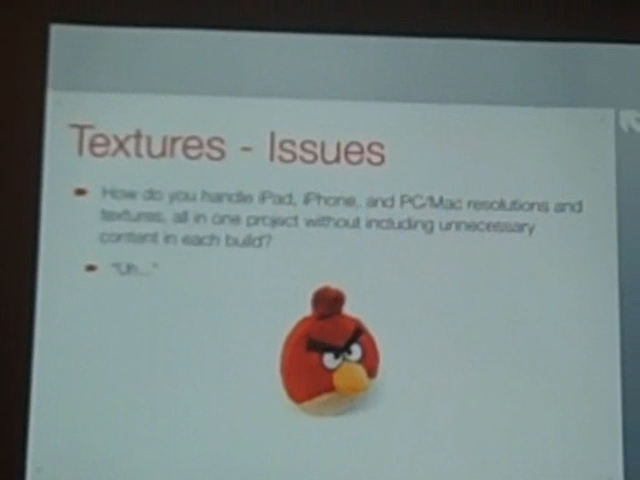 Textures - Issues
How do you handle iPad, iPhone, and PC/Mac resolutions and
textures, all in one project without including unnecessary
content in each build?
"Uh..."